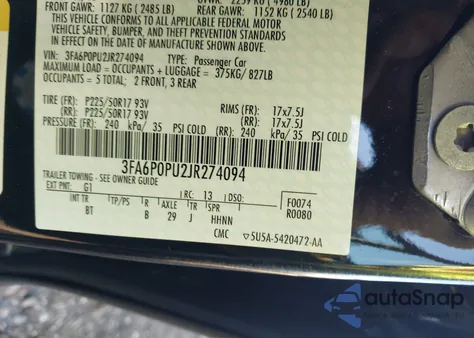 FRONT GAWR: GVWR: 2259 KG ( 4980 LB)
1127 KG ( 2485 LB) REAR GAWR: 1152 KG ( 2540 LB)
THIS VEHICLE CONFORMS TO ALL APPLICABLE FEDERAL MOTOR
VEHICLE SAFETY AND BUMPER STANDARDS IN EFFECT ON THE
DATE OF MANUFACTURE SHOWN ABOVE.
VIN: 3FA6P0PU2JR274094 TYPE: Passenger Car
MAXIMUM LOAD = OCCUPANTS + LUGGAGE = 375KG/827LB
OCCUPANTS = 5 TOTAL: 2 FRONT, 3 REAR
TIRE (FR): P225/50R17 93V RIMS (FR): 17x7.5J
(RR): P225/50R17 93V (RR): 17x7.5J
PRESSURE: (FR): 240 kPa/ 35 PSI COLD (RR): 240 kPa/ 35 PSI COLD
3FA6P0PU2JR274094
TRAILER TOWING - SEE OWNER GUIDE
EXT PNT: G1 RC: 13 DSO: F0074
INT TR TP/PS R AXLE TR SPR R0080
BT B 29 J HHNN
CMC 5U5A-5420472-AA
autoSnap